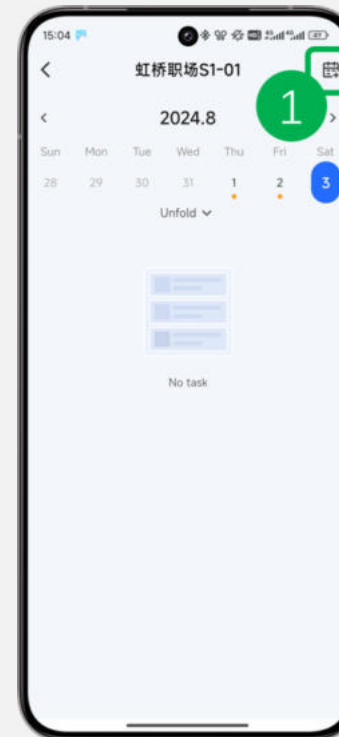 15:04
虹桥职场S1-01
2024.8
1
Sun Mon Tue Wed Thu Fri Sat
28 29 30 31 1 2 3
Unfold
No task